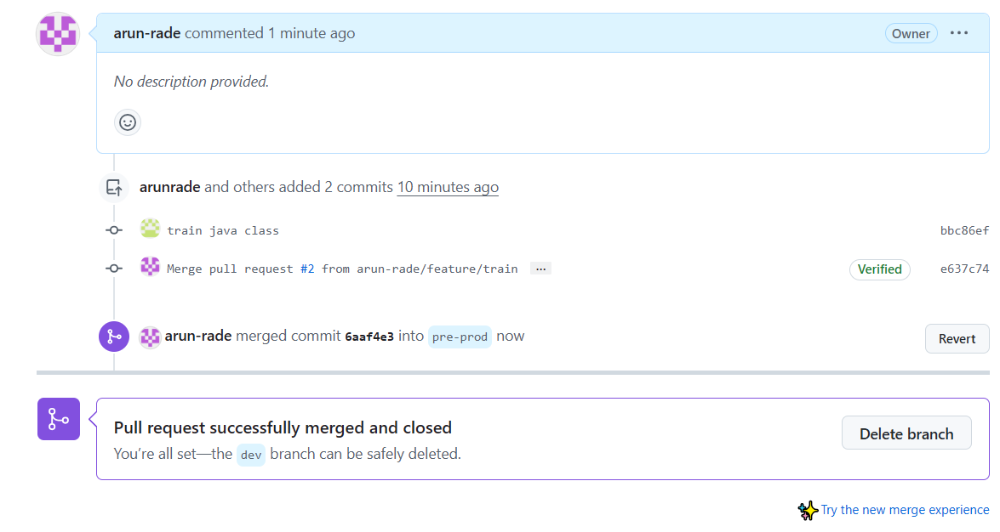 arun-rade commented 1 minute ago Owner ...
No description provided.
arunrade and others added 2 commits 10 minutes ago
train java class bbc86ef
Merge pull request #2 from arun-rade/feature/train ... Verified e637c74
arun-rade merged commit 6aaf4e3 into pre-prod now Revert
Pull request successfully merged and closed
You’re all set—the dev branch can be safely deleted.
Delete branch
Try the new merge experience